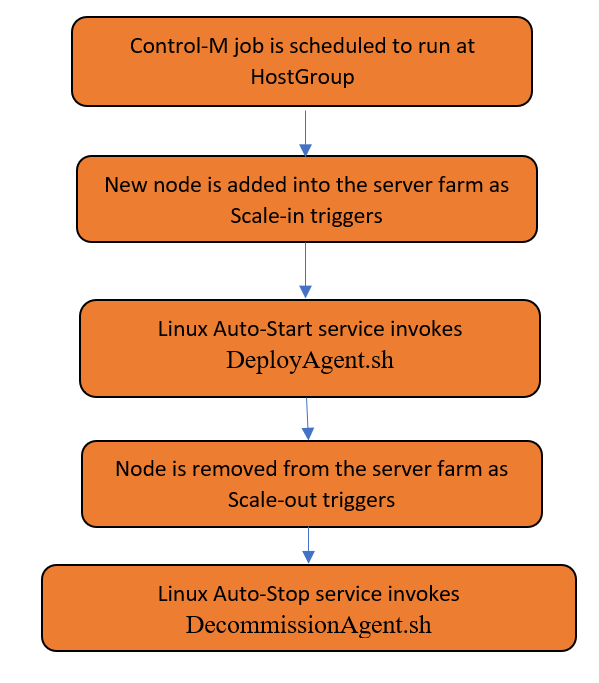 Control-M job is scheduled to run at
HostGroup
New node is added into the server farm as
Scale-in triggers
Linux Auto-Start service invokes
DeployAgent.sh
Node is removed from the server farm as
Scale-out triggers
Linux Auto-Stop service invokes
DecommissionAgent.sh